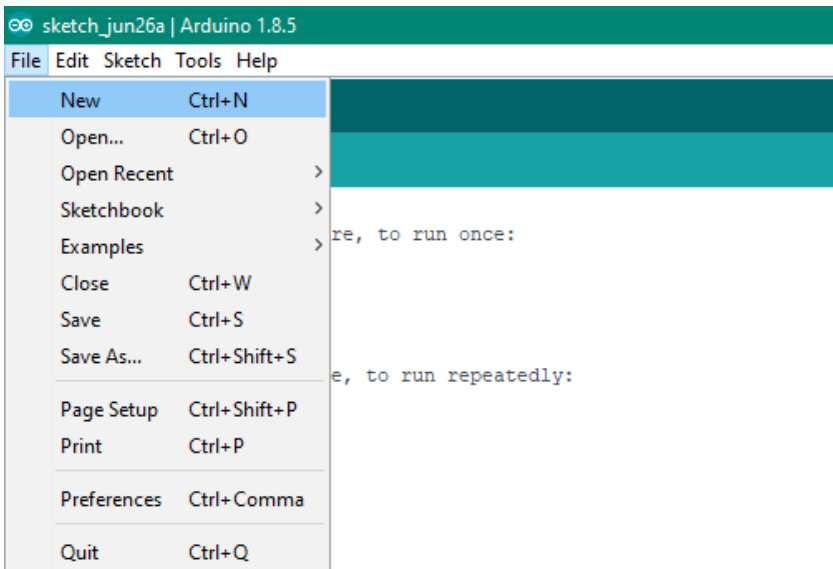 sketch_jun26a | Arduino 1.8.5
File Edit Sketch Tools Help
New Ctrl+N
Open... Ctrl+O
Open Recent >
Sketchbook >
Examples >
Close Ctrl+W
Save Ctrl+S
Save As... Ctrl+Shift+S
Page Setup Ctrl+Shift+P
Print Ctrl+P
Preferences Ctrl+Comma
Quit Ctrl+Q
re, to run once:
e, to run repeatedly: